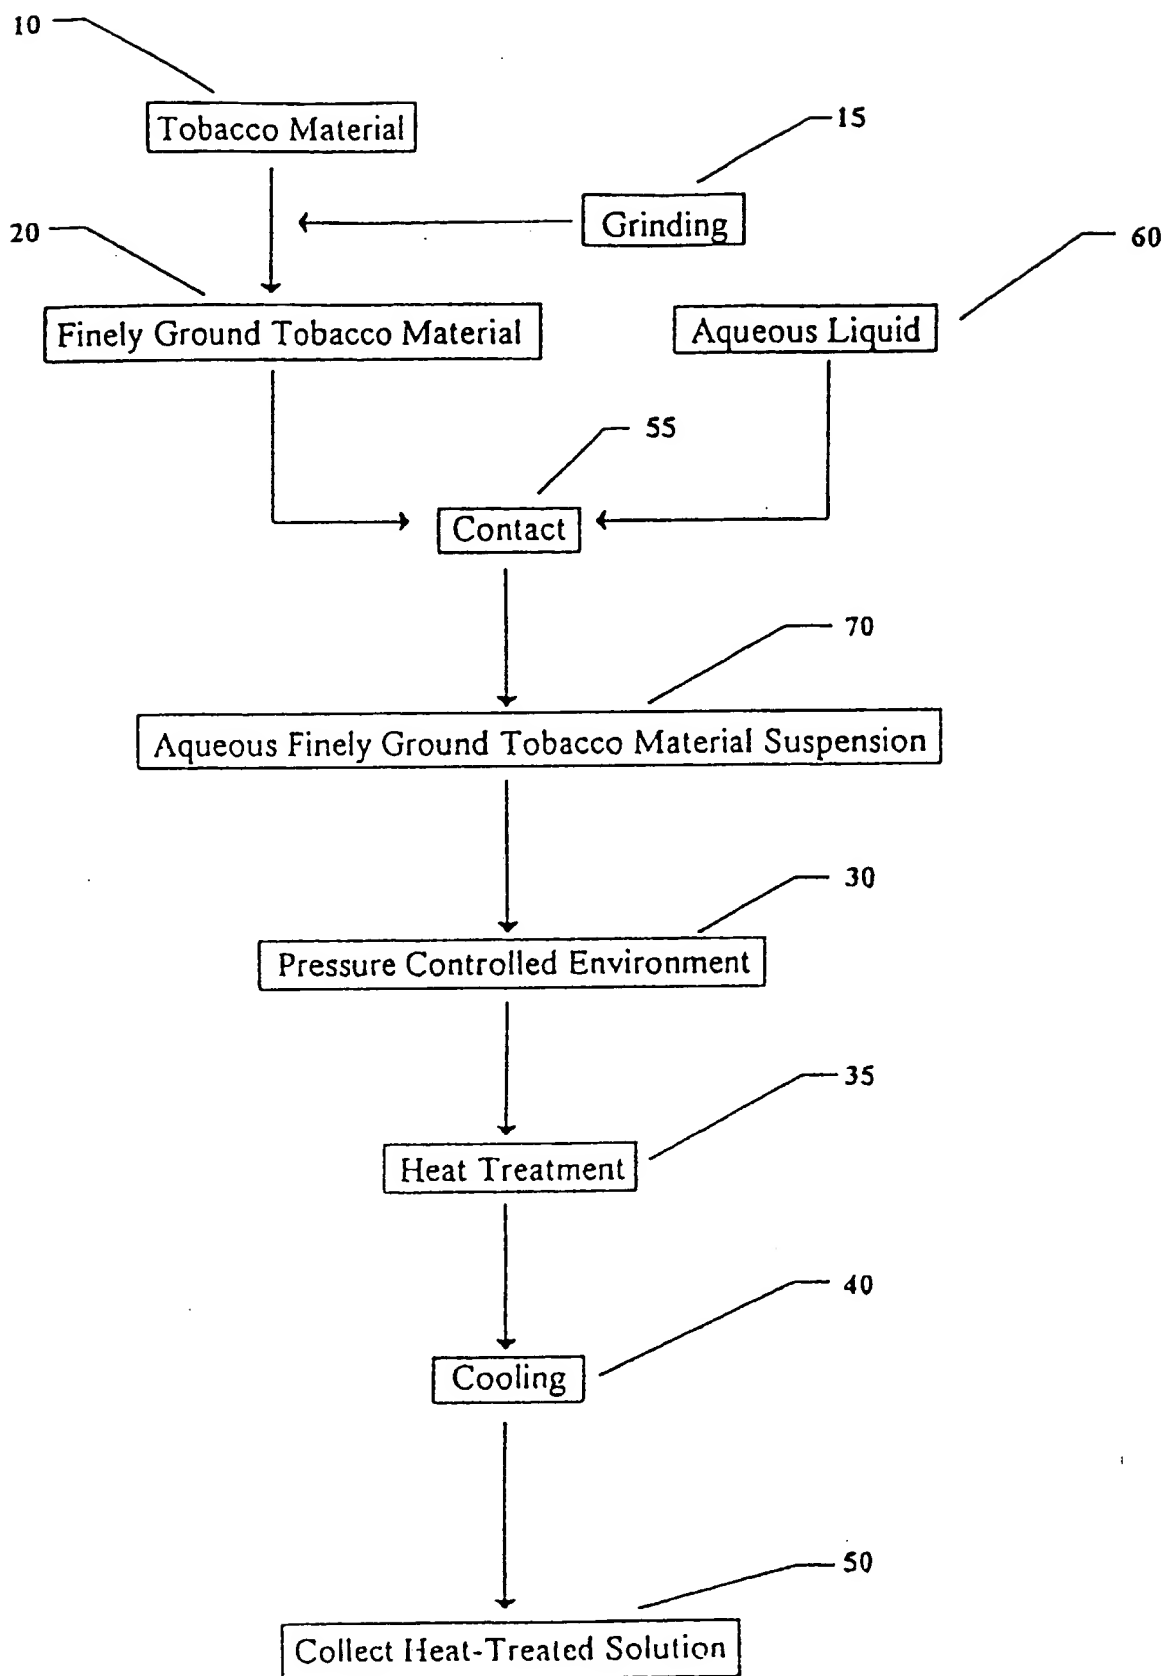 10
Tobacco Material
15
Grinding
20
60
Finely Ground Tobacco Material
Aqueous Liquid
55
Contact
70
Aqueous Finely Ground Tobacco Material Suspension
30
Pressure Controlled Environment
35
Heat Treatment
40
Cooling
50
Collect Heat-Treated Solution